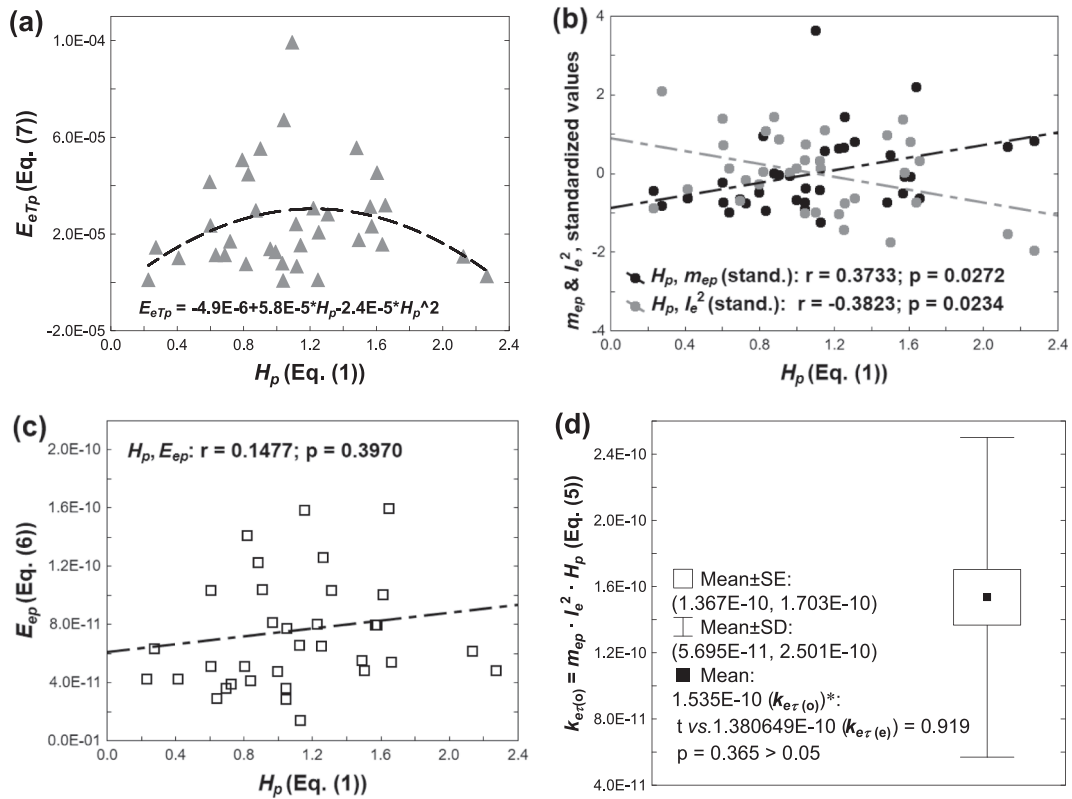 (a)
1.0E-04
6.0E-05
2.0E-05
-2.0E-05
E_eTp (Eq. (7))
E_eTp = -4.9E-6+5.8E-5*H_p-2.4E-5*H_p^2
0.0 0.4 0.8 1.2 1.6 2.0 2.4
H_p (Eq. (1))
(b)
4
2
0
-2
-4
m_ep & I_e², standardized values
H_p, m_ep (stand.): r = 0.3733; p = 0.0272
H_p, I_e² (stand.): r = -0.3823; p = 0.0234
0.0 0.4 0.8 1.2 1.6 2.0 2.4
H_p (Eq. (1))
(c)
H_p, E_ep: r = 0.1477; p = 0.3970
2.0E-10
1.6E-10
1.2E-10
8.0E-11
4.0E-11
0.0E-01
E_ep (Eq. (6))
0.0 0.4 0.8 1.2 1.6 2.0 2.4
H_p (Eq. (1))
(d)
2.4E-10
2.0E-10
1.6E-10
1.2E-10
8.0E-11
4.0E-11
k_eτ(o) = m_ep · I_e² · H_p (Eq. (5))
Mean±SE:
(1.367E-10, 1.703E-10)
Mean±SD:
(5.695E-11, 2.501E-10)
Mean:
1.535E-10 (k_eτ (o))*:
t vs.1.380649E-10 (k_eτ (e)) = 0.919
p = 0.365 > 0.05